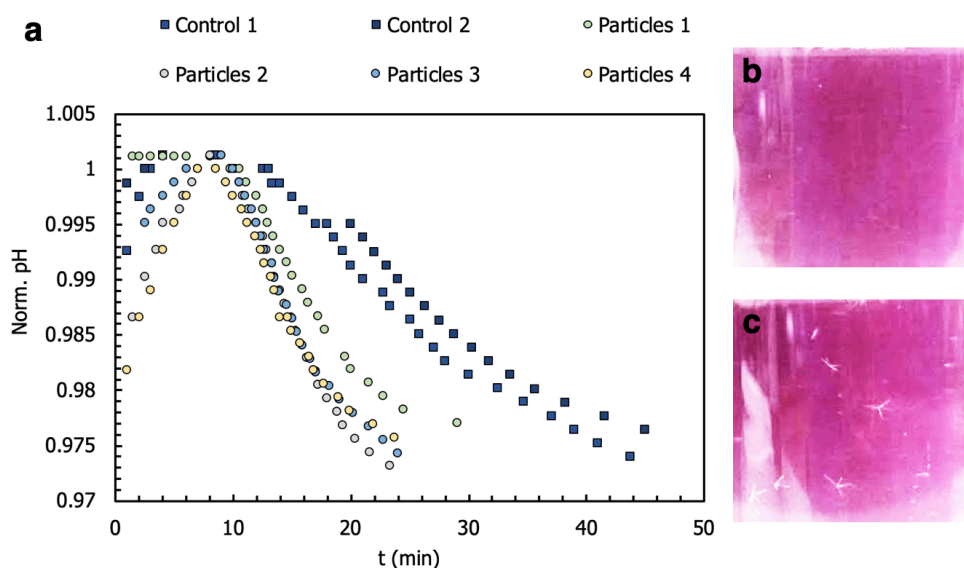 a
Control 1 Control 2 Particles 1
Particles 2 Particles 3 Particles 4
1.005
1
0.995
0.99
0.985
0.98
0.975
0.97
Norm. pH
0 10 20 30 40 50
t (min)
b
c